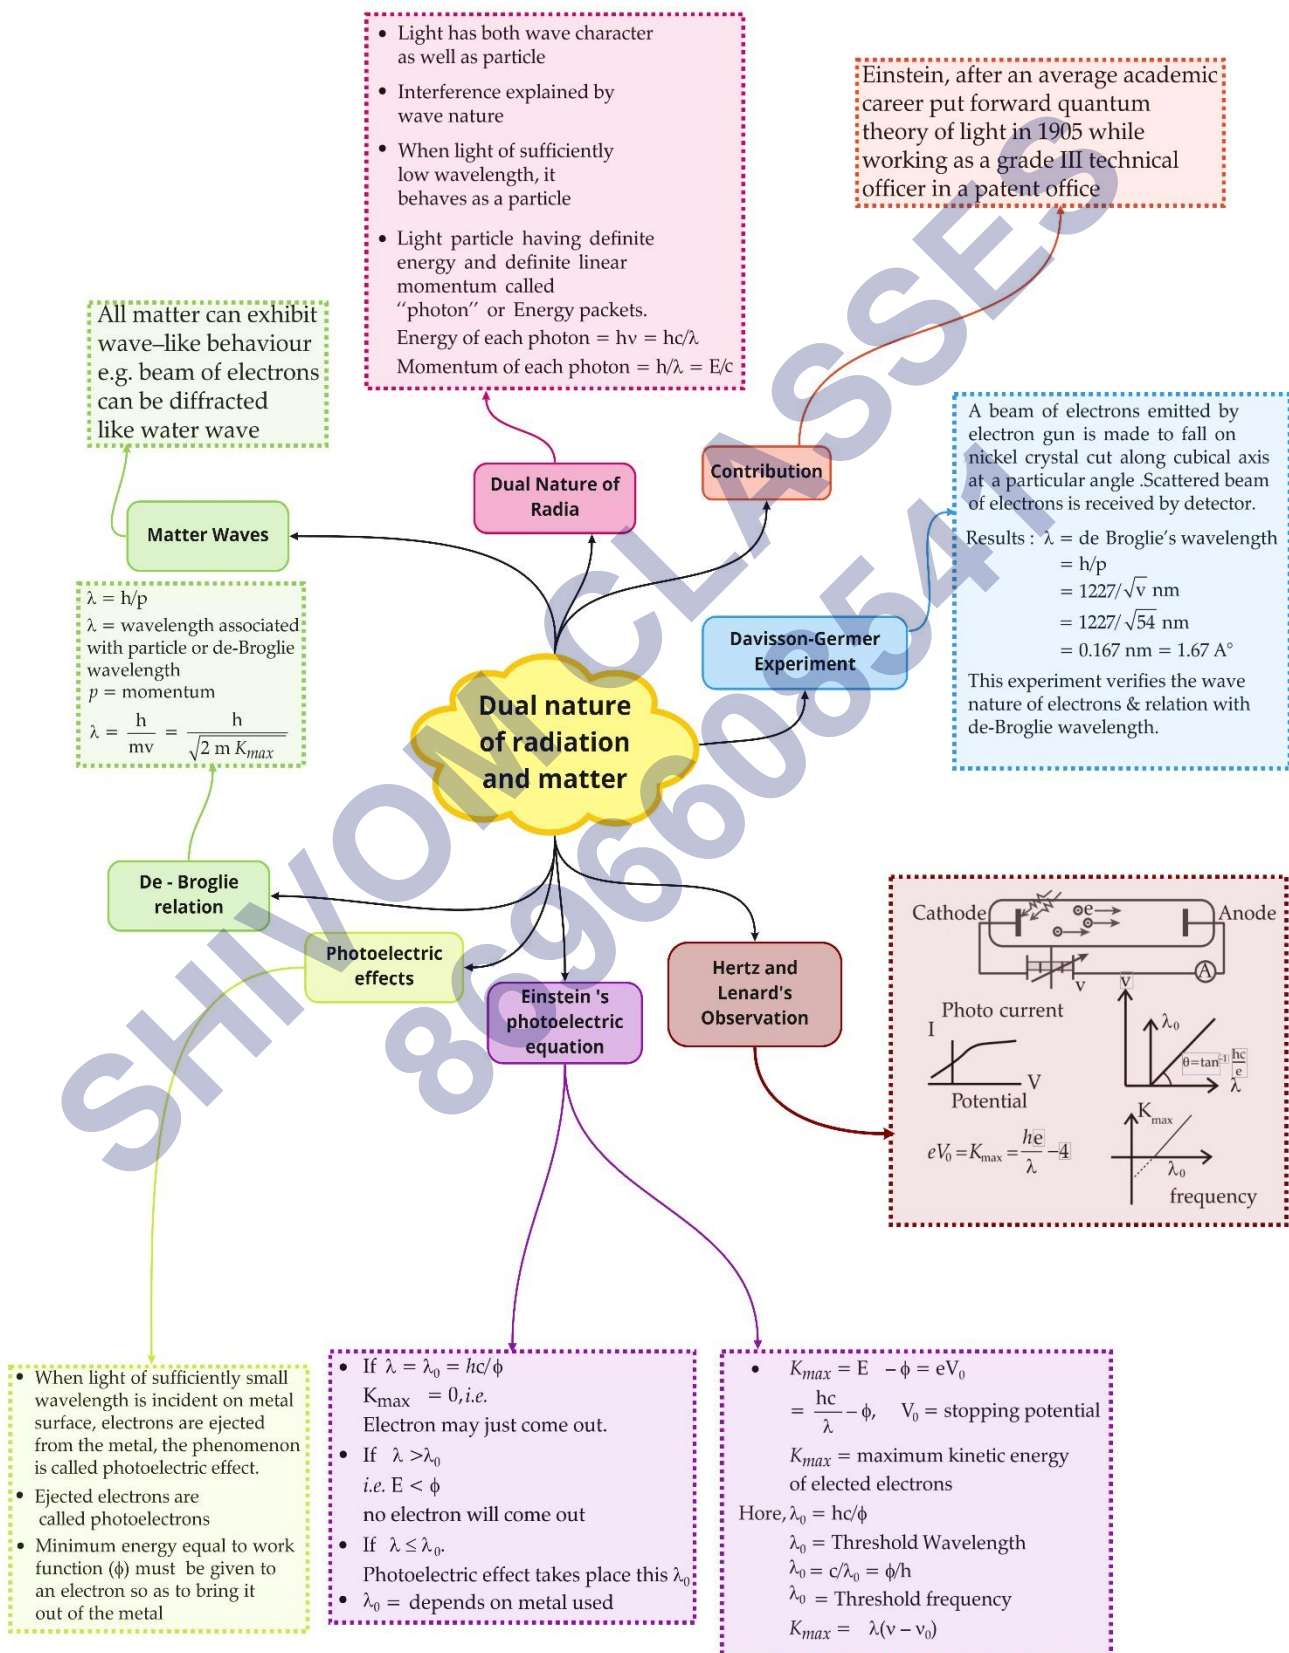 • Light has both wave character
as well as particle
• Interference explained by
wave nature
• When light of sufficiently
low wavelength, it
behaves as a particle
• Light particle having definite
energy and definite linear
momentum called
“photon” or Energy packets.
Energy of each photon = hν = hc/λ
Momentum of each photon = h/λ = E/c
Einstein, after an average academic
career put forward quantum
theory of light in 1905 while
working as a grade III technical
officer in a patent office
All matter can exhibit
wave–like behaviour
e.g. beam of electrons
can be diffracted
like water wave
A beam of electrons emitted by
electron gun is made to fall on
nickel crystal cut along cubical axis
at a particular angle .Scattered beam
of electrons is received by detector.
Results : λ = de Broglie's wavelength
= h/p
= 1227/√v nm
= 1227/√54 nm
= 0.167 nm = 1.67 A°
This experiment verifies the wave
nature of electrons & relation with
de-Broglie wavelength.
Contribution
Dual Nature of
Radia
Matter Waves
λ = h/p
λ = wavelength associated
with particle or de-Broglie
wavelength
p = momentum
λ = h/mv = h/√2 m Kmax
Davisson-Germer
Experiment
Dual nature
of radiation
and matter
De - Broglie
relation
Photoelectric
effects
Einstein 's
photoelectric
equation
Hertz and
Lenard's
Observation
Cathode
e
Anode
v
A
Photo current
I
V
Potential
v
λ₀
θ=tan⁻¹ hc/e
λ
eV₀ = Kmax = he/λ − 4
Kmax
λ₀
frequency
• When light of sufficiently small
wavelength is incident on metal
surface, electrons are ejected
from the metal, the phenomenon
is called photoelectric effect.
• Ejected electrons are
called photoelectrons
• Minimum energy equal to work
function (ϕ) must be given to
an electron so as to bring it
out of the metal
• If λ = λ₀ = hc/ϕ
Kmax = 0, i.e.
Electron may just come out.
• If λ >λ₀
i.e. E < ϕ
no electron will come out
• If λ ≤ λ₀.
Photoelectric effect takes place this λ₀
• λ₀ = depends on metal used
• Kmax = E − ϕ = eV₀
= hc/λ − ϕ, V₀ = stopping potential
Kmax = maximum kinetic energy
of elected electrons
Hore, λ₀ = hc/ϕ
λ₀ = Threshold Wavelength
λ₀ = c/λ₀ = ϕ/h
λ₀ = Threshold frequency
Kmax = λ(ν − ν₀)
SHIVOM CLASSES
8696608541